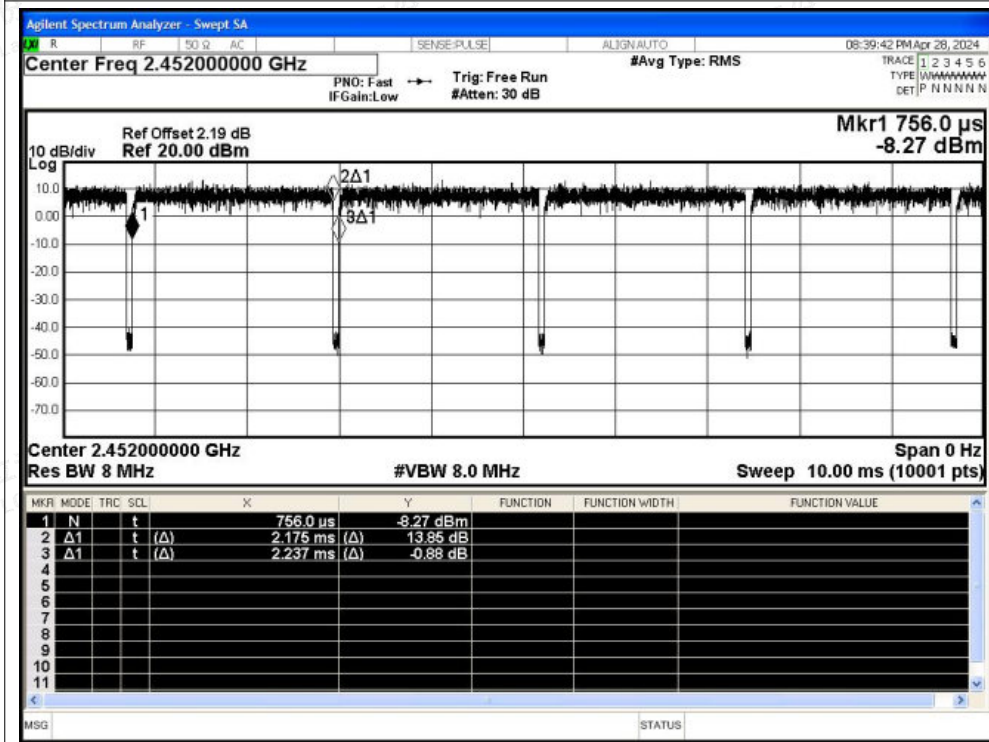 Agilent Spectrum Analyzer - Swept SA
LXI R RF 50 Ω AC SENSE:PULSE ALIGN AUTO 08:39:42 PM Apr 28, 2024
Center Freq 2.452000000 GHz #Avg Type: RMS TRACE 1 2 3 4 5 6
PNO: Fast Trig: Free Run TYPE WWWWWW
IFGain:Low #Atten: 30 dB DET P N N N N N
Mkr1 756.0 µs
Ref Offset 2.19 dB
10 dB/div Ref 20.00 dBm -8.27 dBm
Log
2Δ1
10.0
1
3Δ1
0.00
-10.0
-20.0
-30.0
-40.0
-50.0
-60.0
-70.0
Center 2.452000000 GHz Span 0 Hz
Res BW 8 MHz #VBW 8.0 MHz Sweep 10.00 ms (10001 pts)
MKR MODE TRC SCL X Y FUNCTION FUNCTION WIDTH FUNCTION VALUE
1 N t 756.0 µs -8.27 dBm
2 Δ1 t (Δ) 2.175 ms (Δ) 13.85 dB
3 Δ1 t (Δ) 2.237 ms (Δ) -0.88 dB
4
5
6
7
8
9
10
11
MSG STATUS